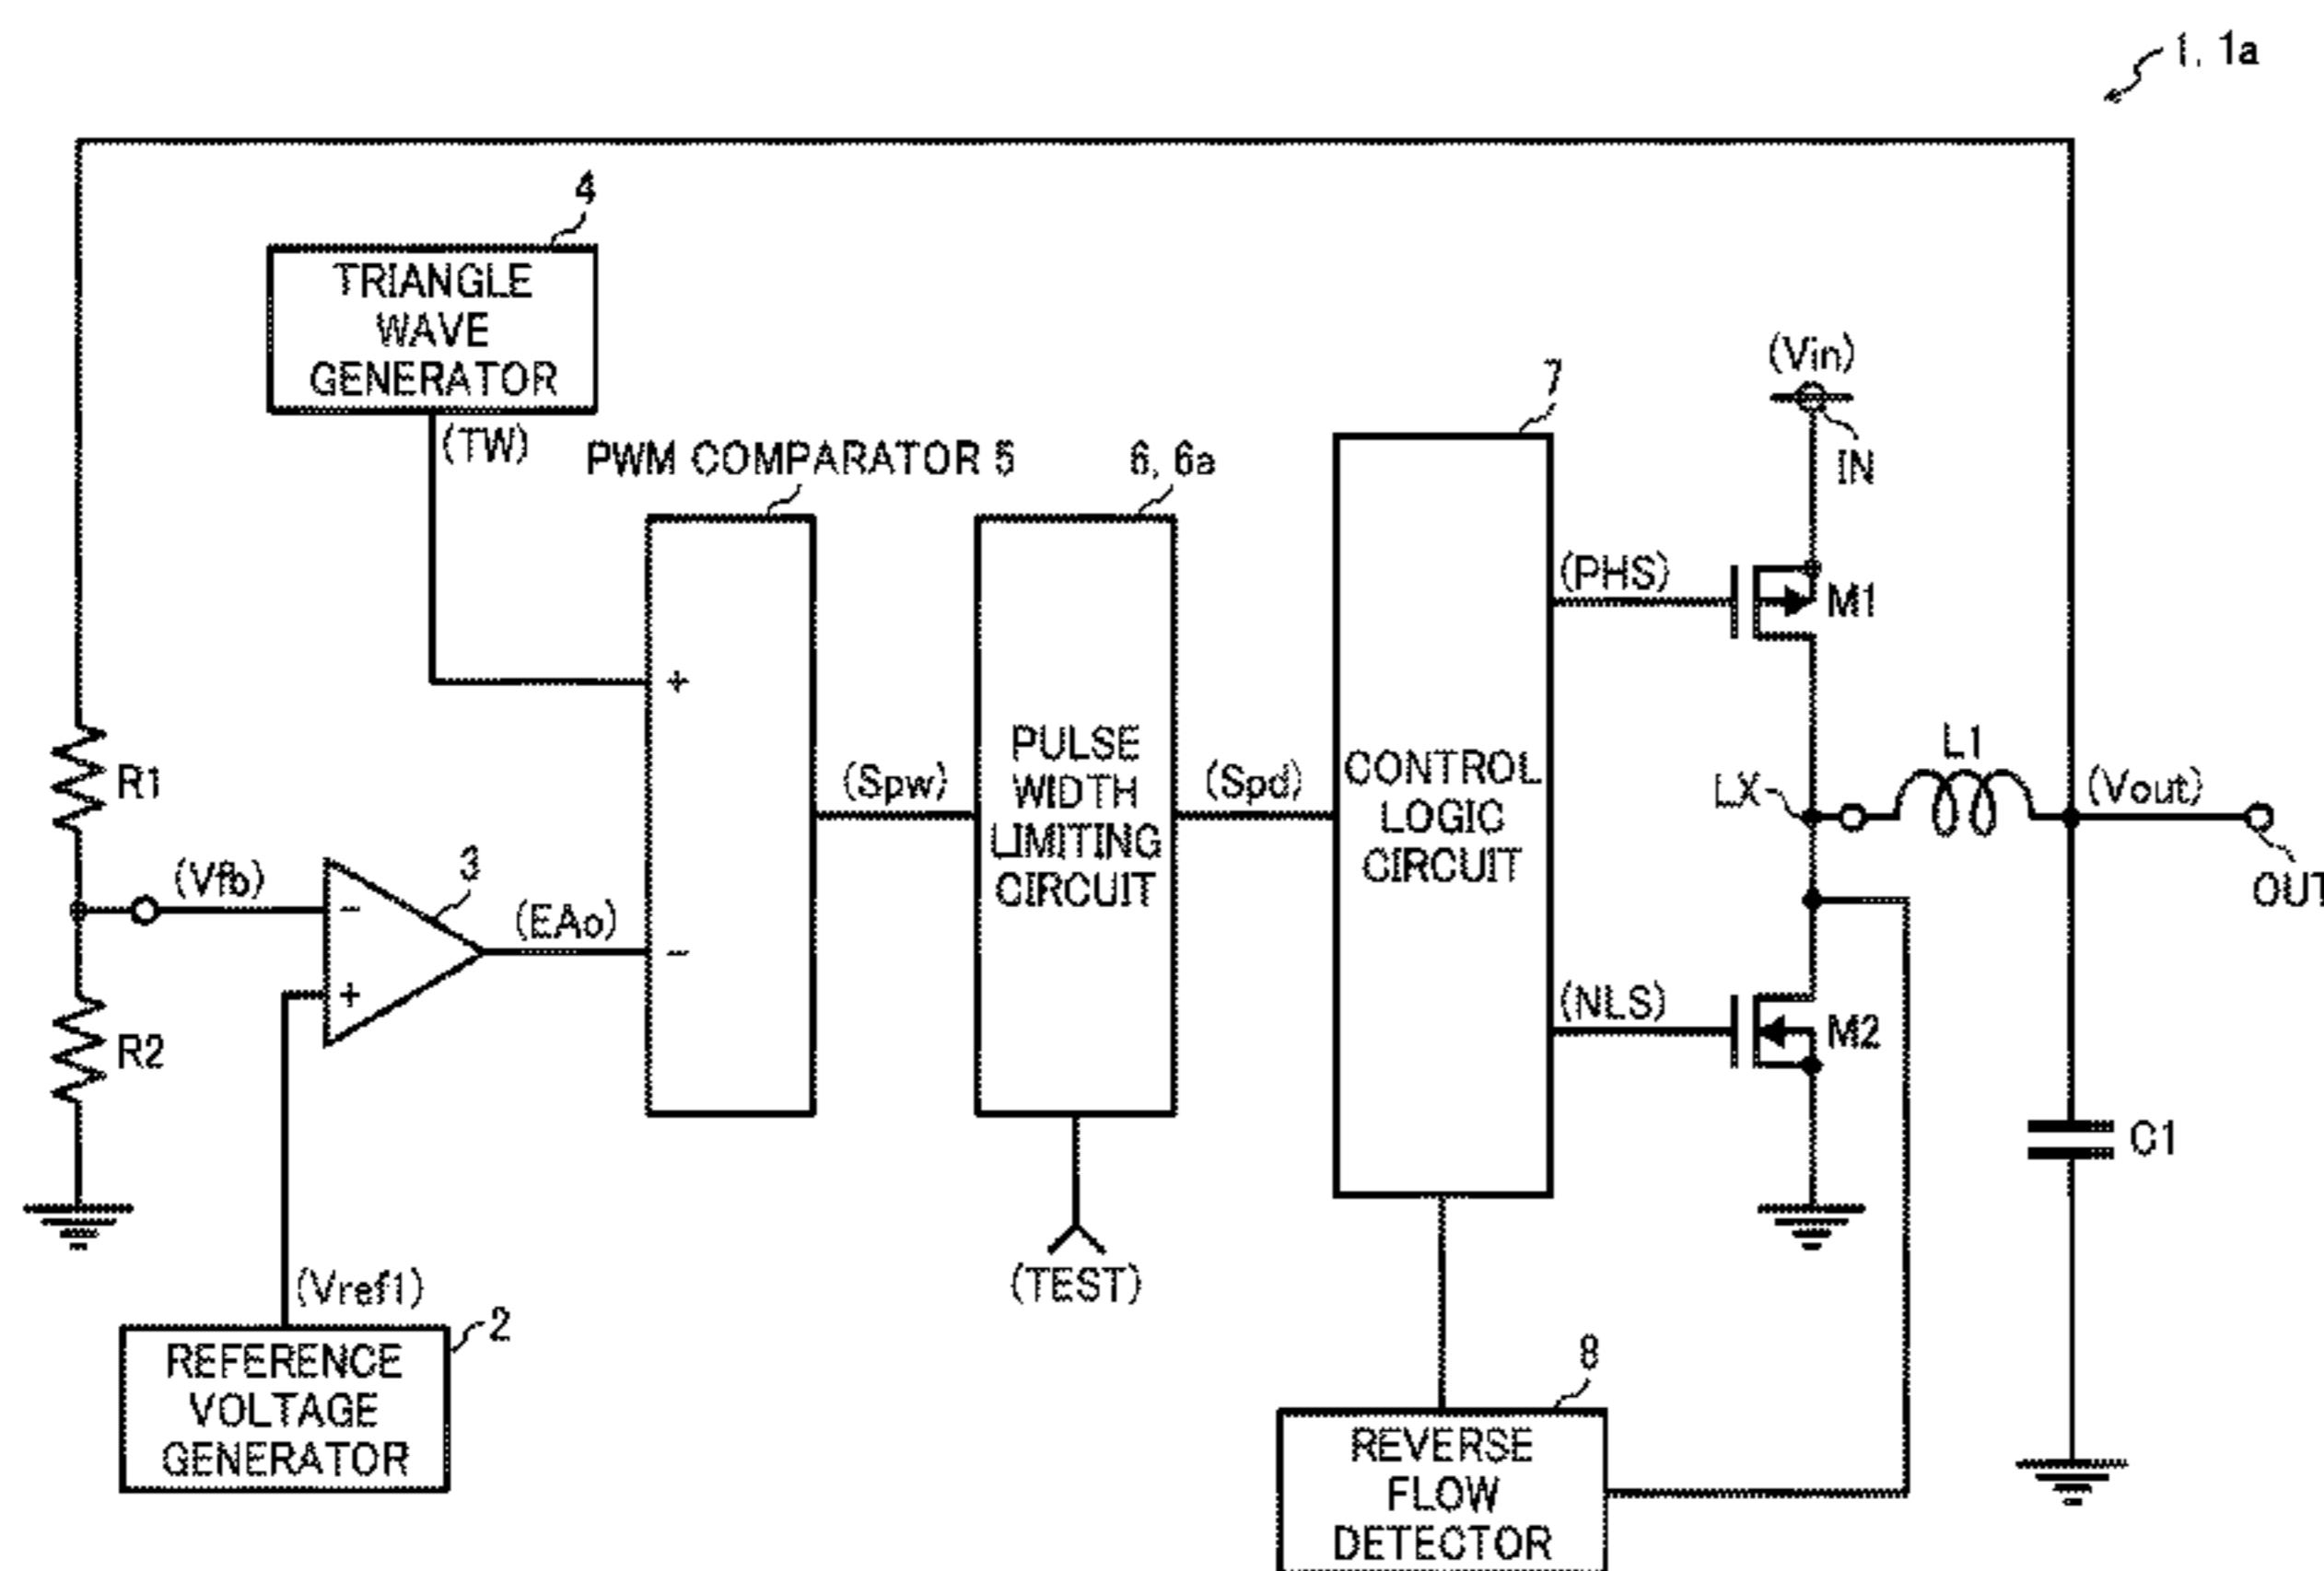 1, 1a
4
TRIANGLE
WAVE
GENERATOR
(TW)
PWM COMPARATOR 5
6, 6a
7
(Vin)
IN
(PHS)
M1
+
R1
(Vfb)
3
−
+
(EAo)
−
(Spw)
PULSE
WIDTH
LIMITING
CIRCUIT
(Spd)
CONTROL
LOGIC
CIRCUIT
LX
L1
(Vout)
OUT
(NLS)
M2
R2
C1
(TEST)
(Vref1)
2
REFERENCE
VOLTAGE
GENERATOR
8
REVERSE
FLOW
DETECTOR